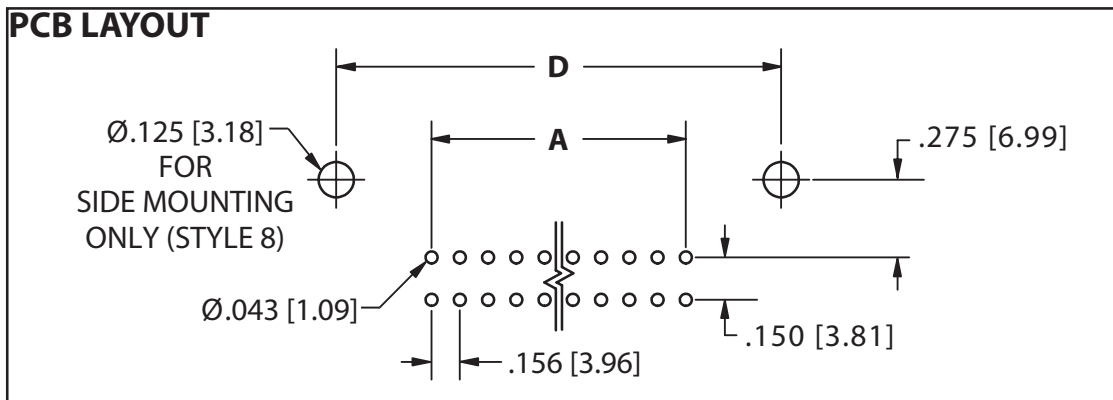 PCB LAYOUT
D
Ø.125 [3.18]
FOR
SIDE MOUNTING
ONLY (STYLE 8)
A
.275 [6.99]
Ø.043 [1.09]
.150 [3.81]
.156 [3.96]